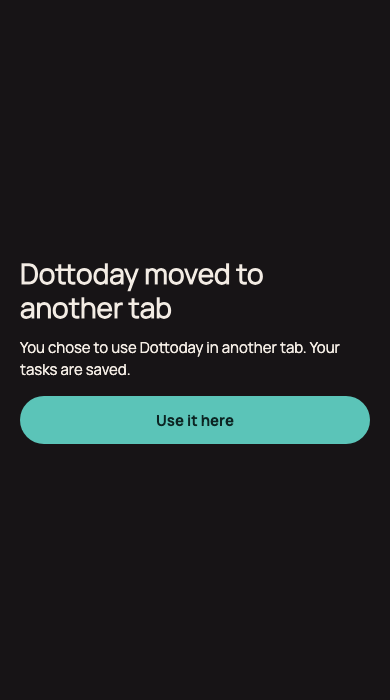 Dottoday moved to
another tab
You chose to use Dottoday in another tab. Your
tasks are saved.
Use it here